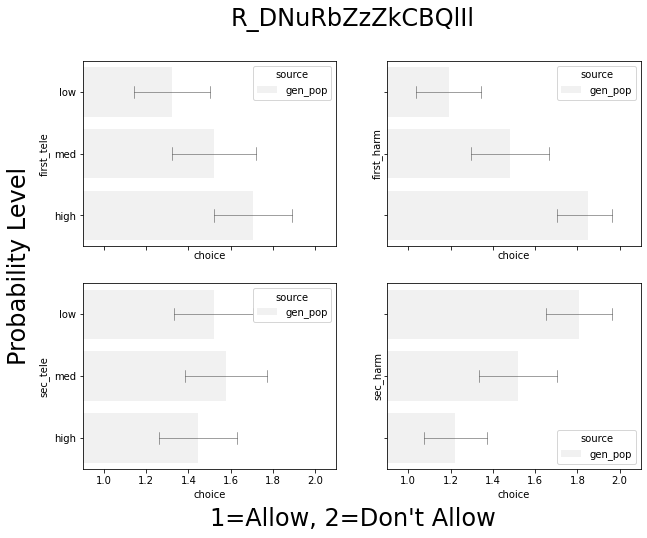 R_DNuRbZzZkCBQlIl
source
gen_pop
low
med
high
first_tele
choice
source
gen_pop
first_harm
choice
Probability Level
source
gen_pop
low
med
high
sec_tele
1.0 1.2 1.4 1.6 1.8 2.0
choice
sec_harm
source
gen_pop
1.0 1.2 1.4 1.6 1.8 2.0
choice
1=Allow, 2=Don't Allow